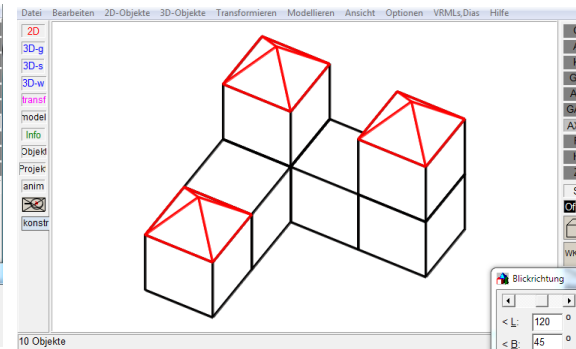 Datei Bearbeiten 2D-Objekte 3D-Objekte Transformieren Modellieren Ansicht Optionen VRMLs,Dias Hilfe
2D
3D-g
3D-s
3D-w
transf
model
Info
Objekt
Projekt
anim
konstr
10 Objekte
Blickrichtung
< L: 120 °
< B: 45 °